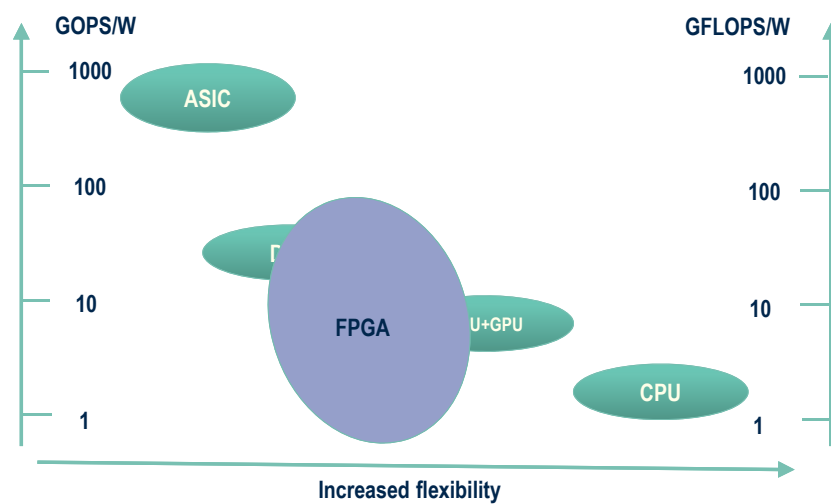 GOPS/W
GFLOPS/W
1000
1000
ASIC
100
100
10
10
FPGA
U+GPU
CPU
1
1
Increased flexibility